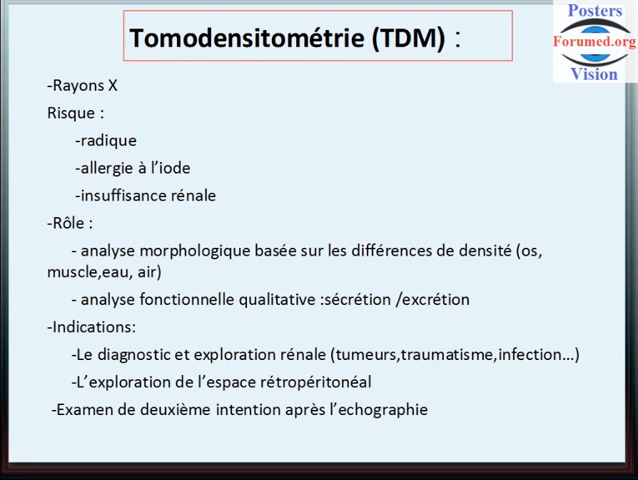 Tomodensitométrie (TDM) :
Posters
Forumed.org
Vision
-Rayons X
Risque :
-radique
-allergie à l’iode
-insuffisance rénale
-Rôle :
- analyse morphologique basée sur les différences de densité (os,
muscle,eau, air)
- analyse fonctionnelle qualitative :sécrétion /excrétion
-Indications:
-Le diagnostic et exploration rénale (tumeurs,traumatisme,infection…)
-L’exploration de l’espace rétropéritonéal
-Examen de deuxième intention après l’echographie